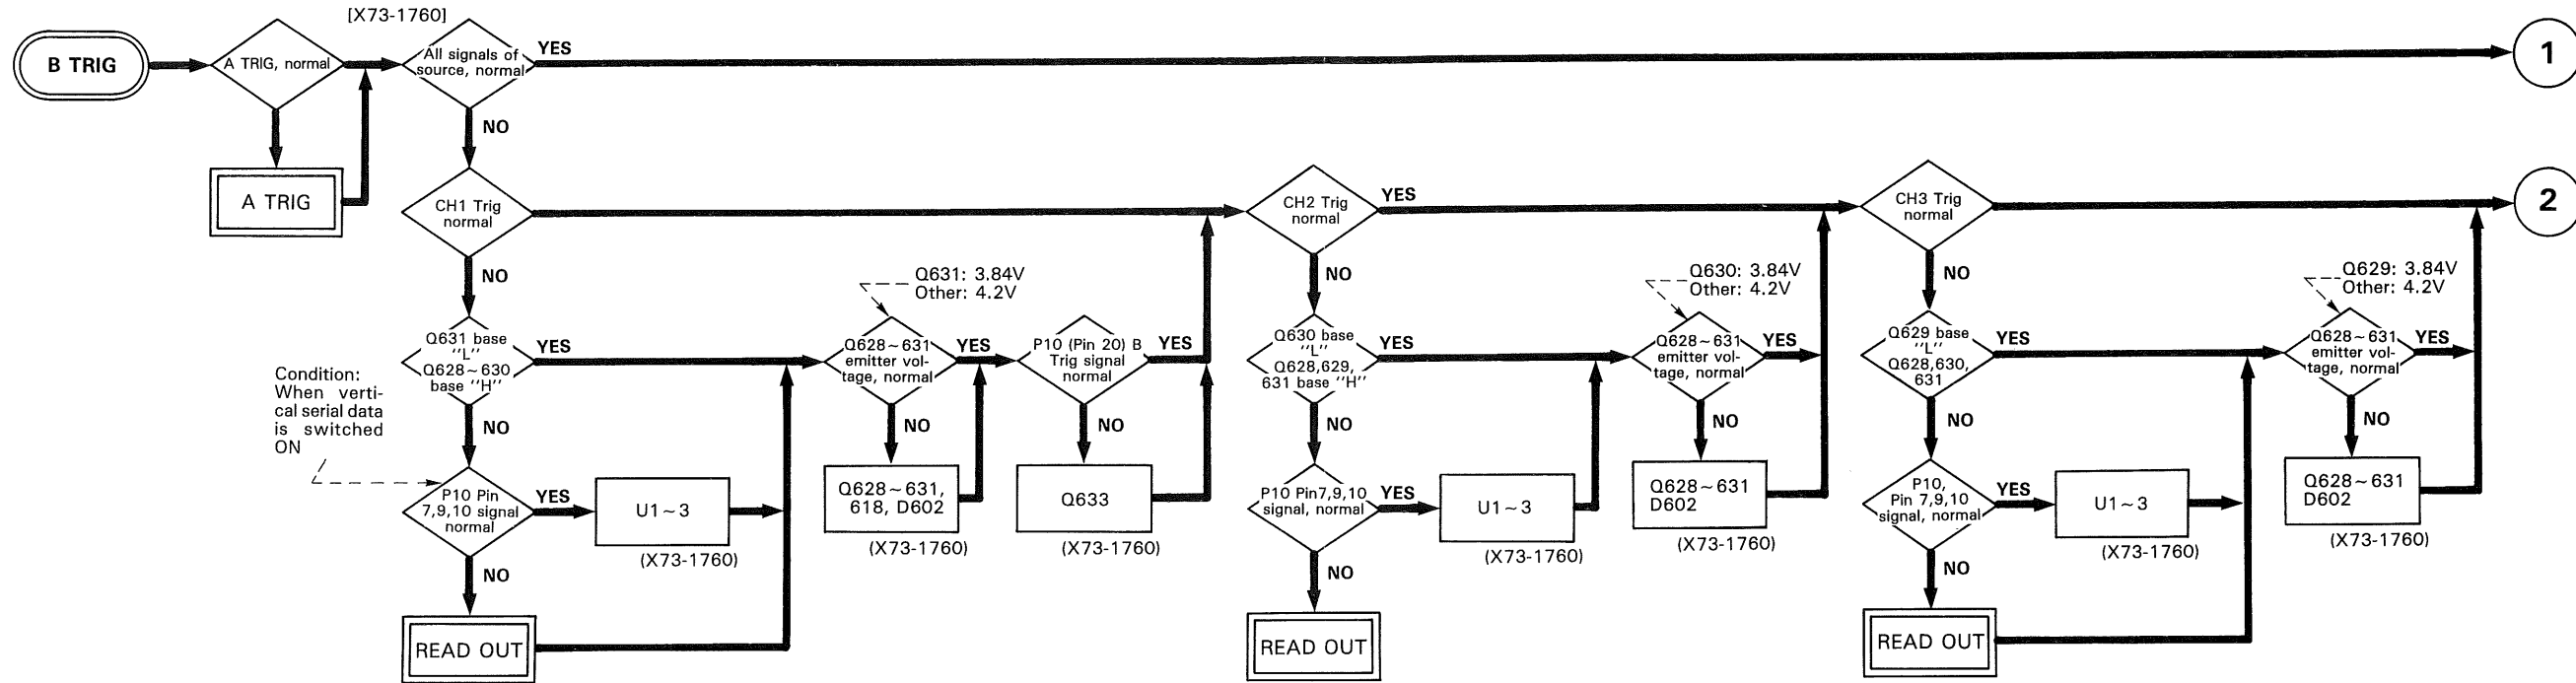 [X73-1760]
B TRIG
A TRIG, normal
All signals of
source, normal
YES
1
NO
A TRIG
CH1 Trig
normal
CH2 Trig
normal
YES
CH3 Trig
normal
2
NO
NO
NO
Q631: 3.84V
Other: 4.2V
Q630: 3.84V
Other: 4.2V
Q629: 3.84V
Other: 4.2V
Q631 base
"L"
Q628~630
base "H"
YES
Q628~631
emitter vol-
tage, normal
YES
P10 (Pin 20) B
Trig signal
normal
YES
Q630 base
"L"
Q628,629,
631 base "H"
YES
Q628~631
emitter vol-
tage, normal
YES
Q629 base
"L"
Q628,630,
631
YES
Q628~631
emitter vol-
tage, normal
YES
Condition:
When verti-
cal serial data
is switched
ON
NO
NO
NO
NO
NO
NO
NO
P10 Pin
7,9,10 signal
normal
YES
U1~3
(X73-1760)
Q628~631,
618, D602
(X73-1760)
Q633
(X73-1760)
P10 Pin7,9,10
signal, normal
YES
U1~3
(X73-1760)
Q628~631
D602
(X73-1760)
P10,
Pin 7,9,10
signal, normal
YES
U1~3
(X73-1760)
Q628~631
D602
(X73-1760)
NO
NO
NO
READ OUT
READ OUT
READ OUT